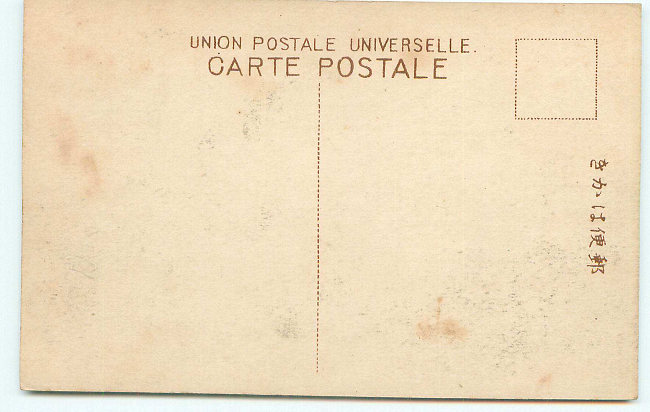 UNION POSTALE UNIVERSELLE.
CARTE POSTALE
きかは便郵